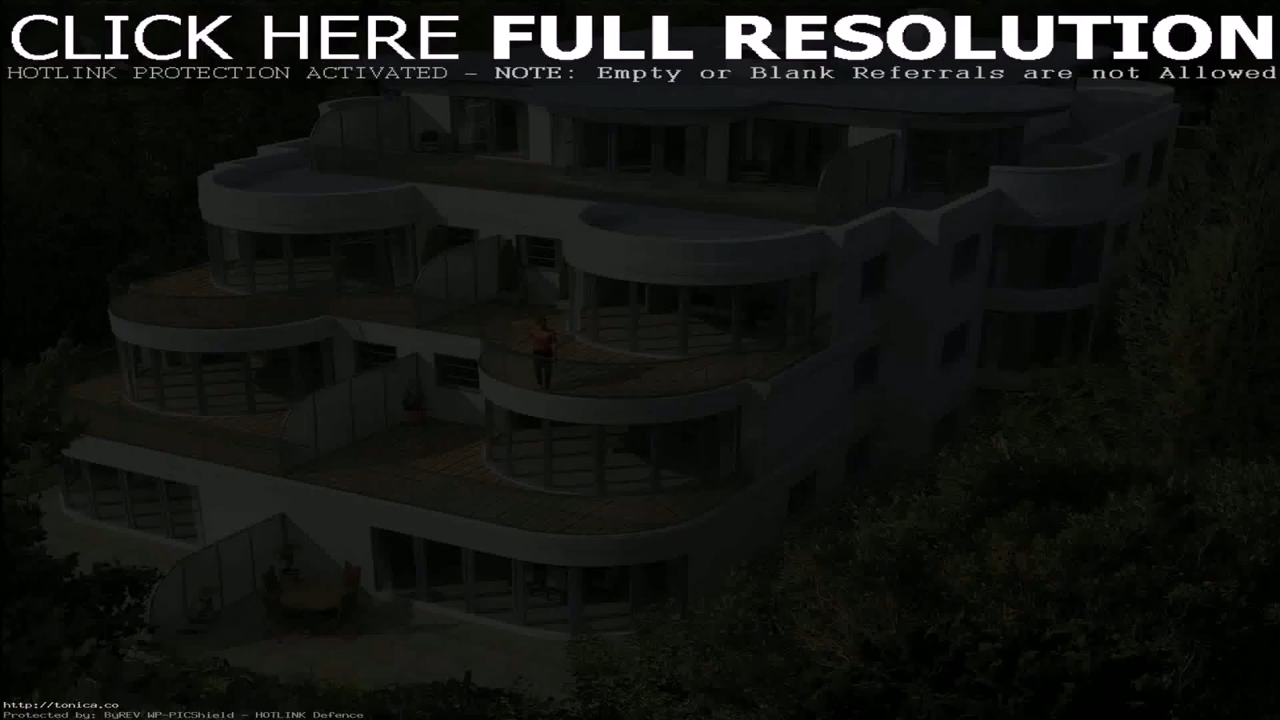 CLICK HERE FULL RESOLUTION
HOTLINK PROTECTION ACTIVATED - NOTE: Empty or Blank Referrals are not Allowed
http://tonica.co
Protected by: ByREV WP-PICShield - HOTLINK Defence